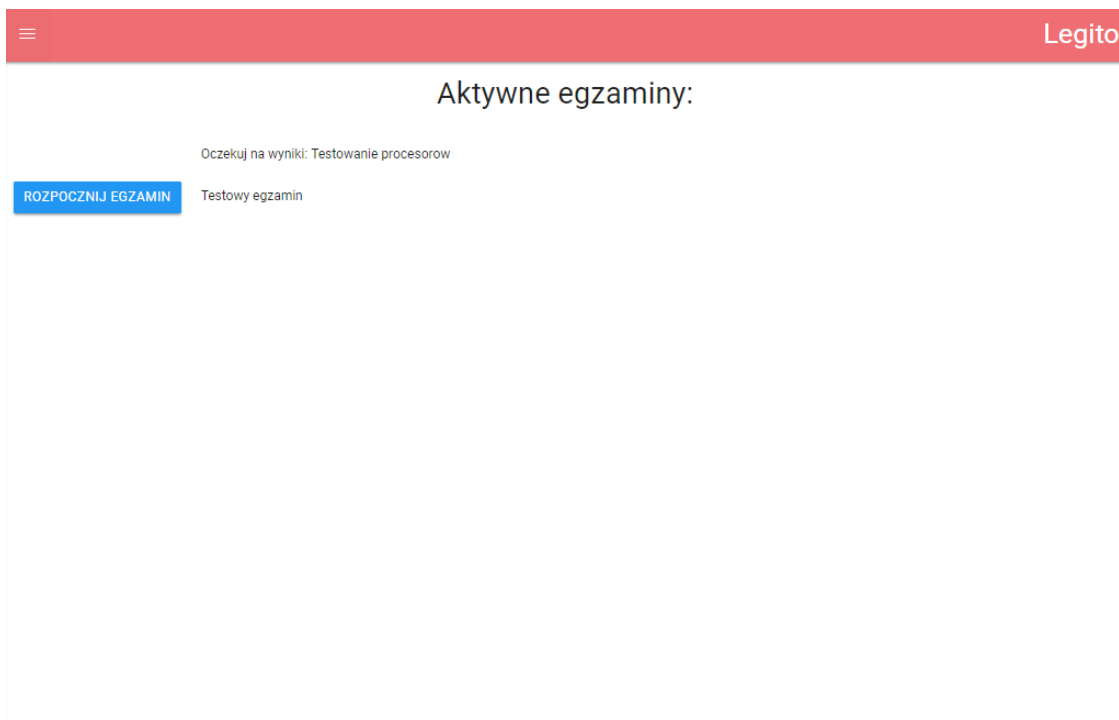 Legito
Aktywne egzaminy:
Oczekuj na wyniki: Testowanie procesorow
ROZPOCZNIJ EGZAMIN Testowy egzamin